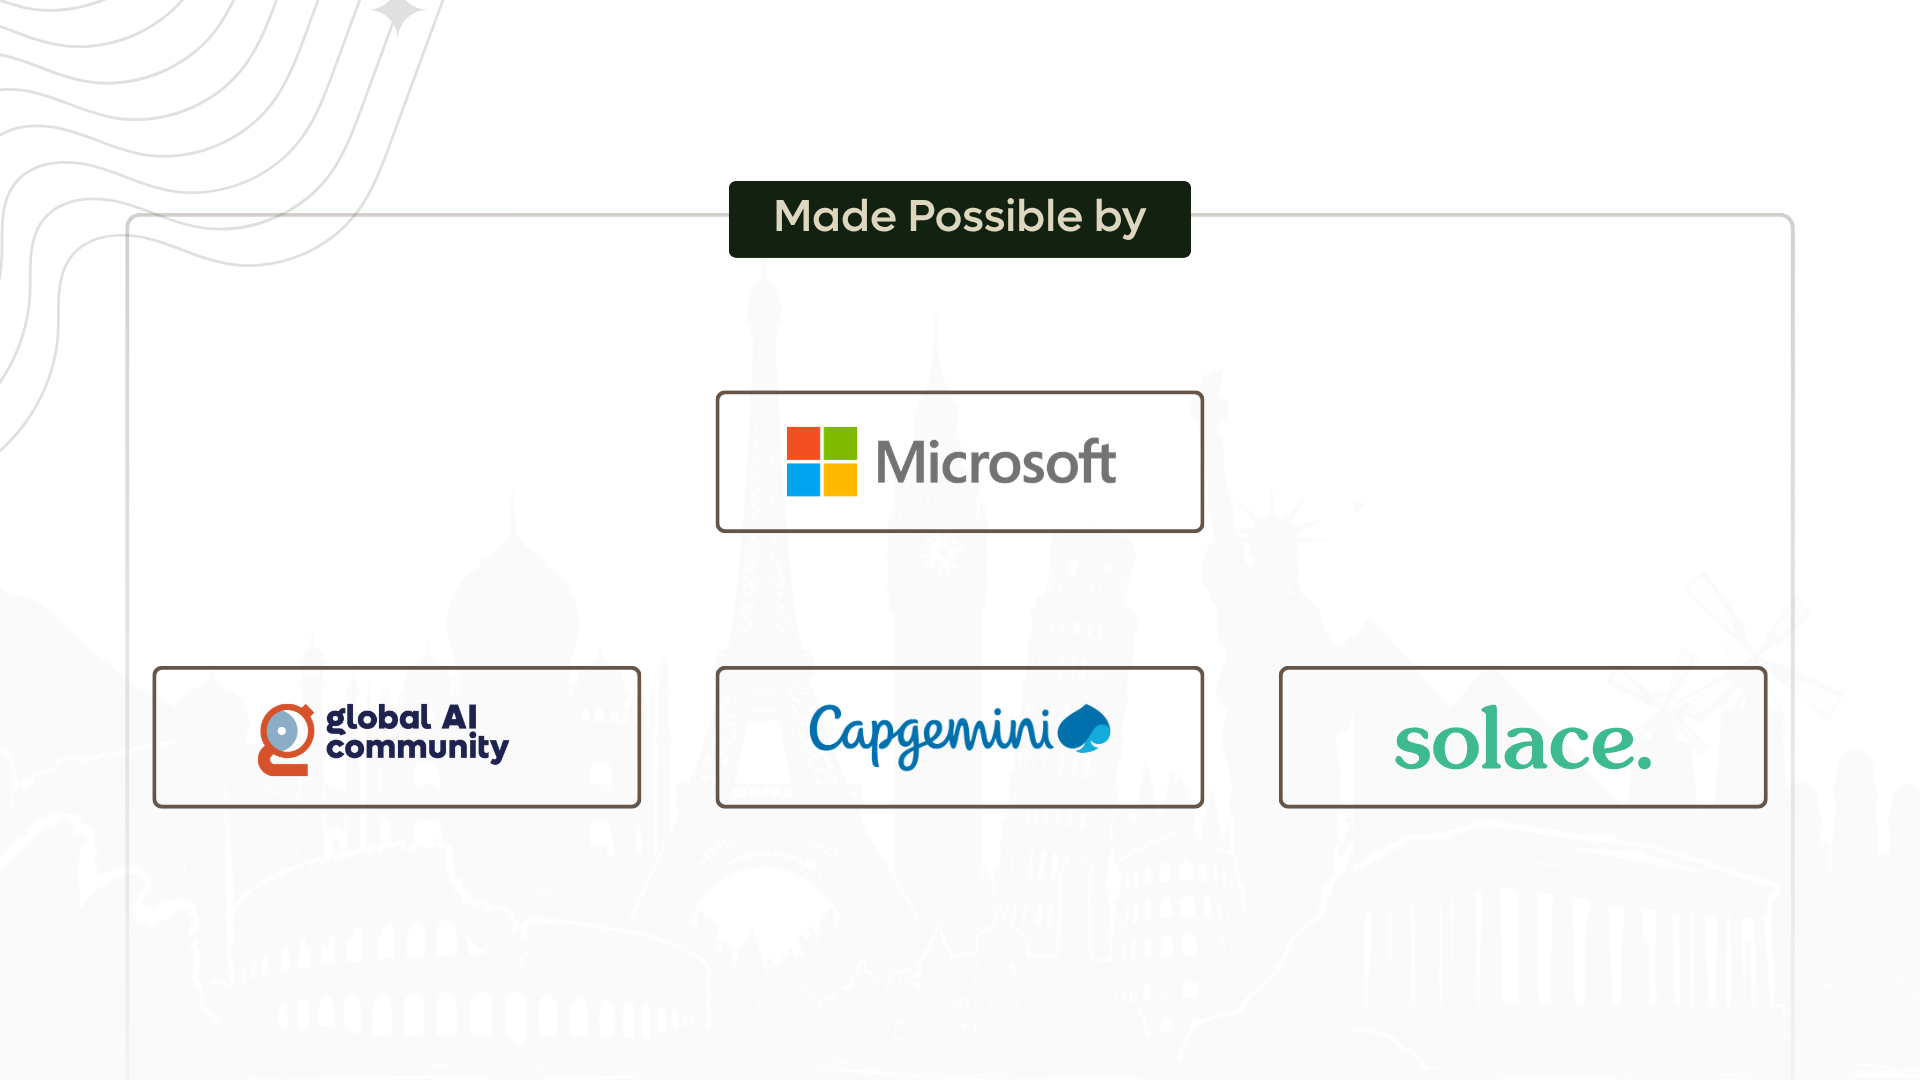 Made Possible by
Microsoft
global AI
community
Capgemini
solace.